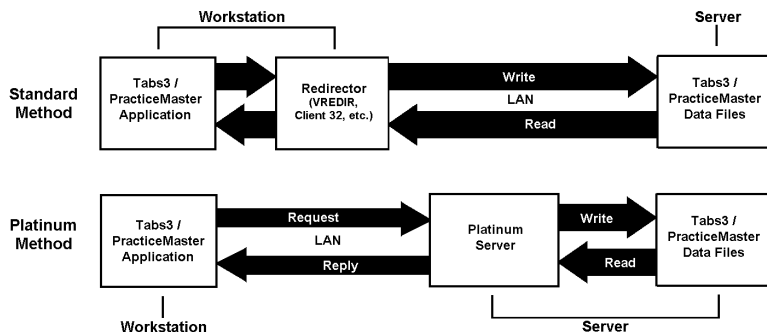 Workstation
Server
Standard
Method
Tabs3 /
PracticeMaster
Application
Redirector
(VREDIR,
Client 32, etc.)
Write
LAN
Read
Tabs3 /
PracticeMaster
Data Files
Platinum
Method
Tabs3 /
PracticeMaster
Application
Request
LAN
Reply
Platinum
Server
Write
Read
Tabs3 /
PracticeMaster
Data Files
Workstation
Server